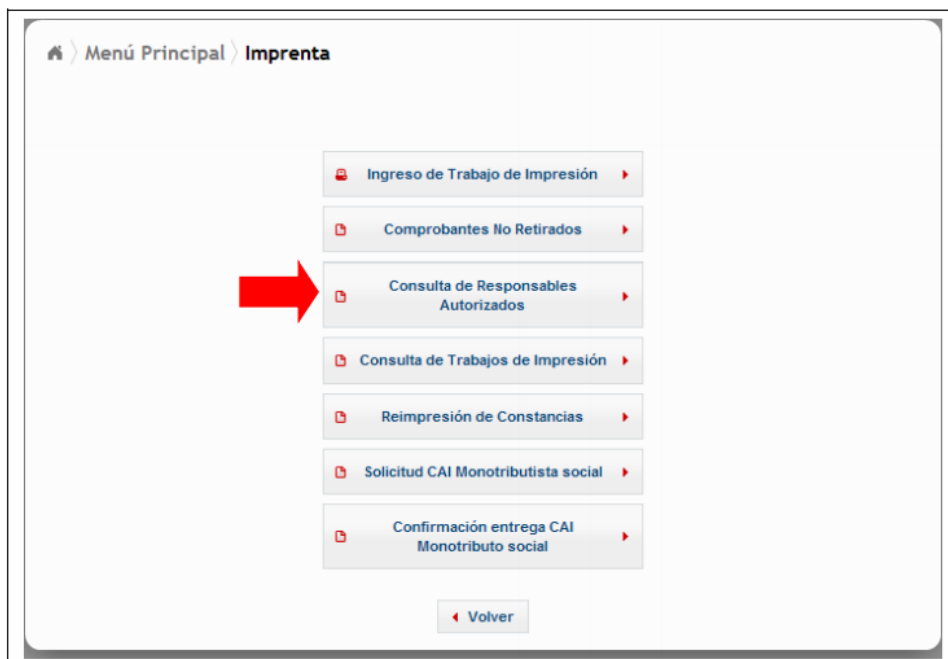 Menú Principal Imprenta
Ingreso de Trabajo de Impresión
Comprobantes No Retirados
Consulta de Responsables
Autorizados
Consulta de Trabajos de Impresión
Reimpresión de Constancias
Solicitud CAI Monotributista social
Confirmación entrega CAI
Monotributo social
Volver